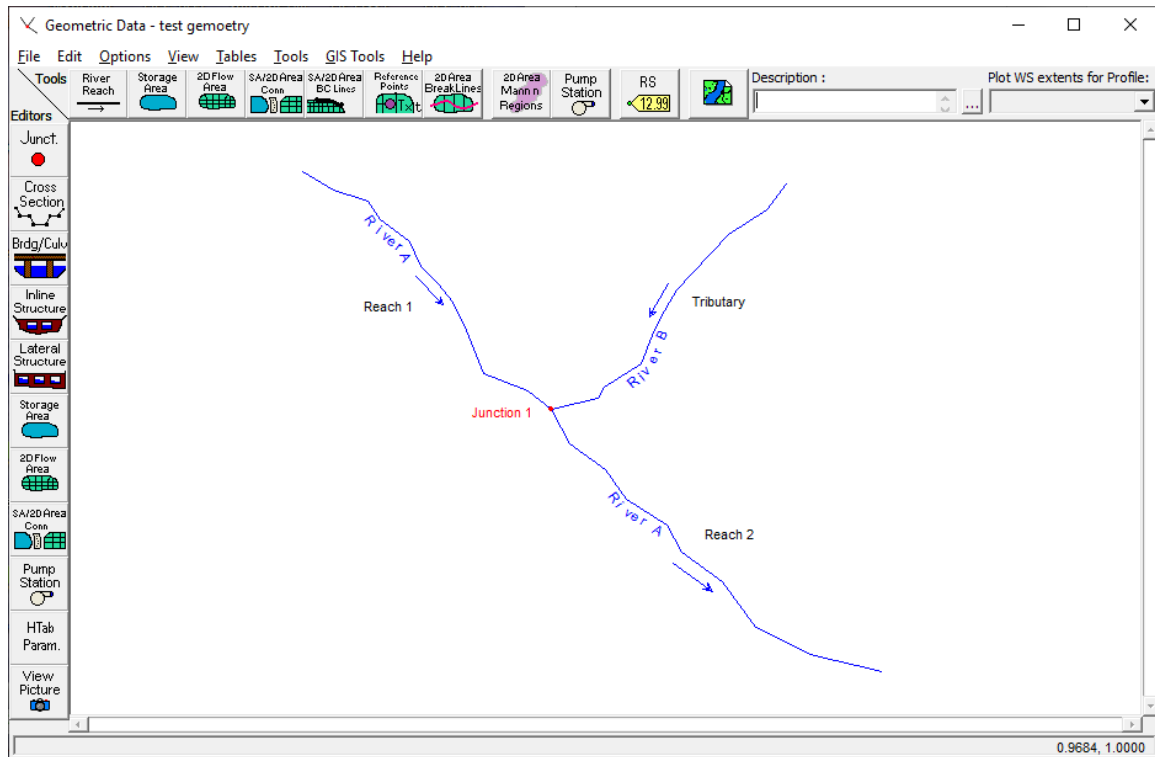 Geometric Data - test gemoetry
File Edit Options View Tables Tools GIS Tools Help
Tools
Editors
River
Reach
Storage
Area
2D Flow
Area
SA/2D Area
Conn
SA/2D Area
BC Lines
Reference
Points
2D Area
BreakLines
2D Area
Mann n
Regions
Pump
Station
RS
12.99
Description :
Plot WS extents for Profile:
Junct.
Cross
Section
Brdg/Culv
Inline
Structure
Lateral
Structure
Storage
Area
2D Flow
Area
SA/2D Area
Conn
Pump
Station
HTab
Param.
View
Picture
River A
Reach 1
Tributary
River B
Junction 1
River A
Reach 2
0.9684, 1.0000